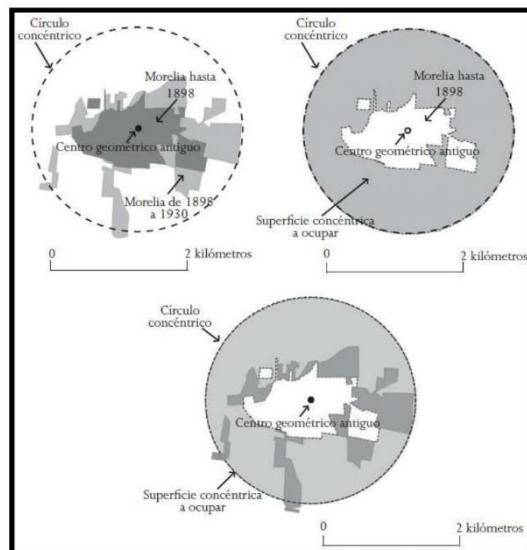 Círculo
concéntrico
Morelia hasta
1898
Centro geométrico antiguo
Morelia de 1898
a 1930
0
2 kilómetros
Círculo
concéntrico
Morelia hasta
1898
Centro geométrico antiguo
Superficie concéntrica
a ocupar
0
2 kilómetros
Círculo
concéntrico
Centro geométrico antiguo
Superficie concéntrica
a ocupar
0
2 kilómetros